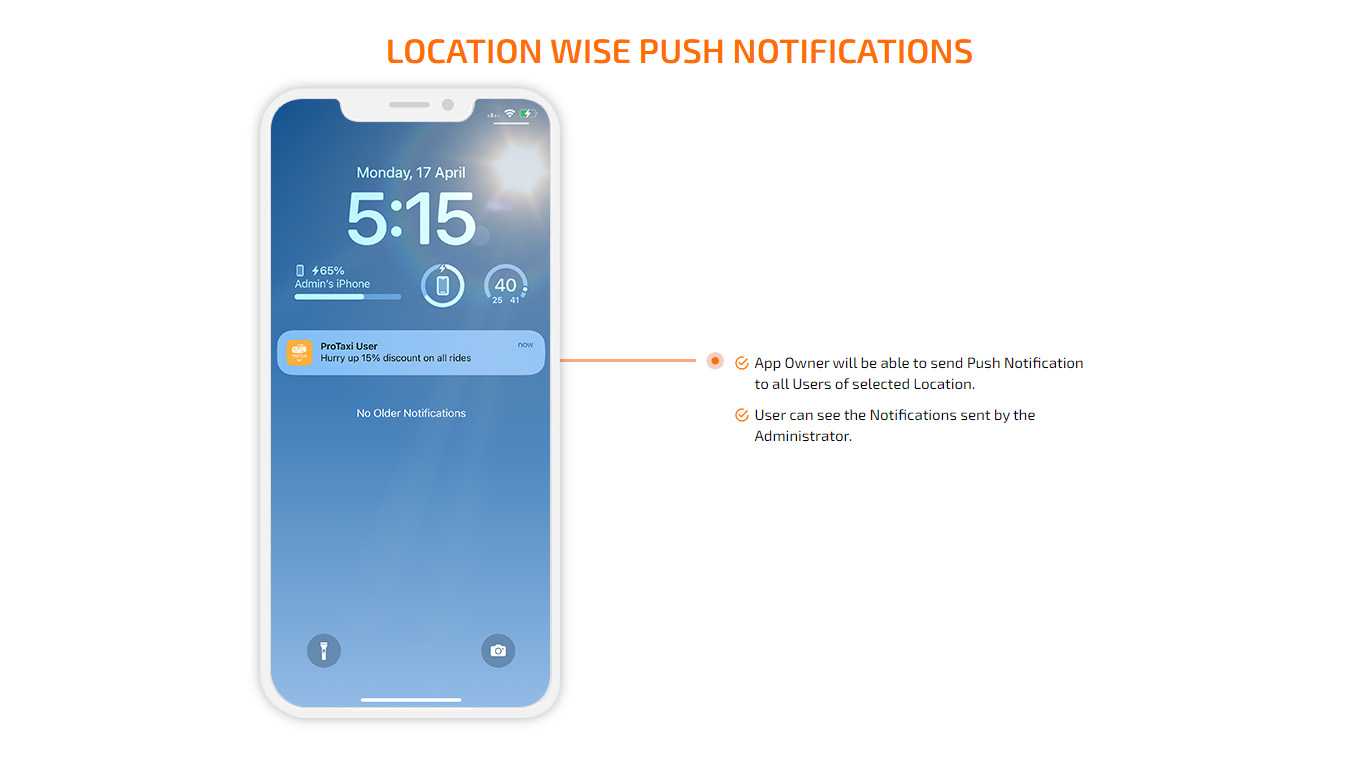 LOCATION WISE PUSH NOTIFICATIONS
Monday, 17 April
5:15
65%
Admin's iPhone
40
25 41
ProTaxi User
now
Hurry up 15% discount on all rides
No Older Notifications
App Owner will be able to send Push Notification
to all Users of selected Location.
User can see the Notifications sent by the
Administrator.